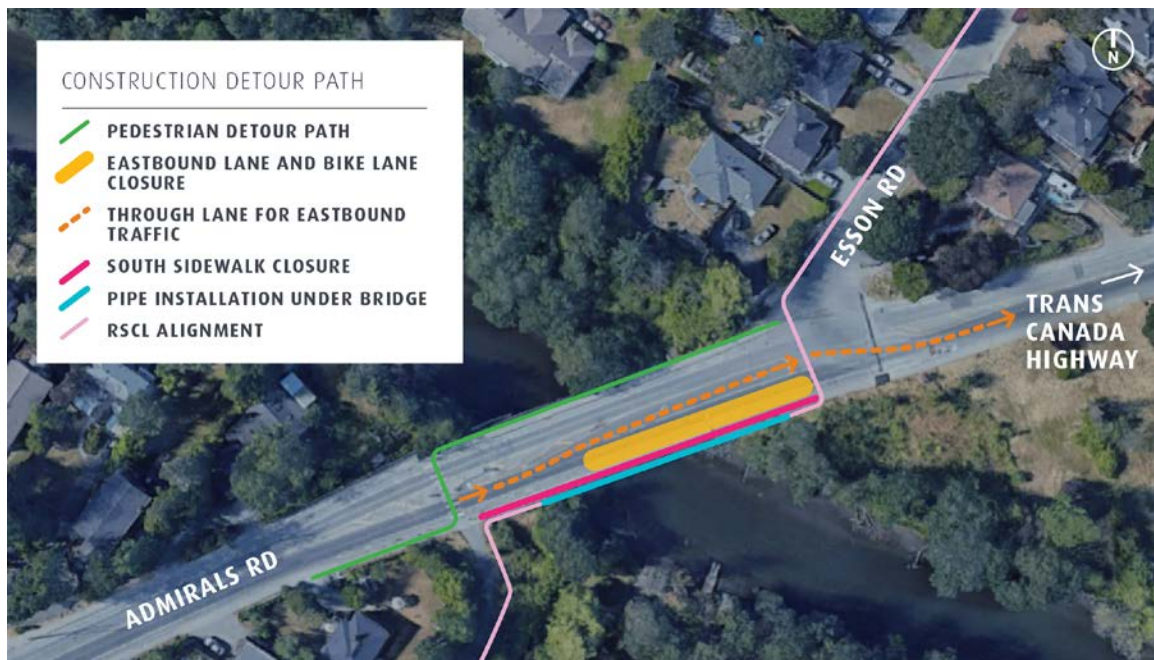 CONSTRUCTION DETOUR PATH
PEDESTRIAN DETOUR PATH
EASTBOUND LANE AND BIKE LANE
CLOSURE
THROUGH LANE FOR EASTBOUND
TRAFFIC
SOUTH SIDEWALK CLOSURE
PIPE INSTALLATION UNDER BRIDGE
RSCL ALIGNMENT
N
ESSON RD
TRANS
CANADA
HIGHWAY
ADMIRALS RD